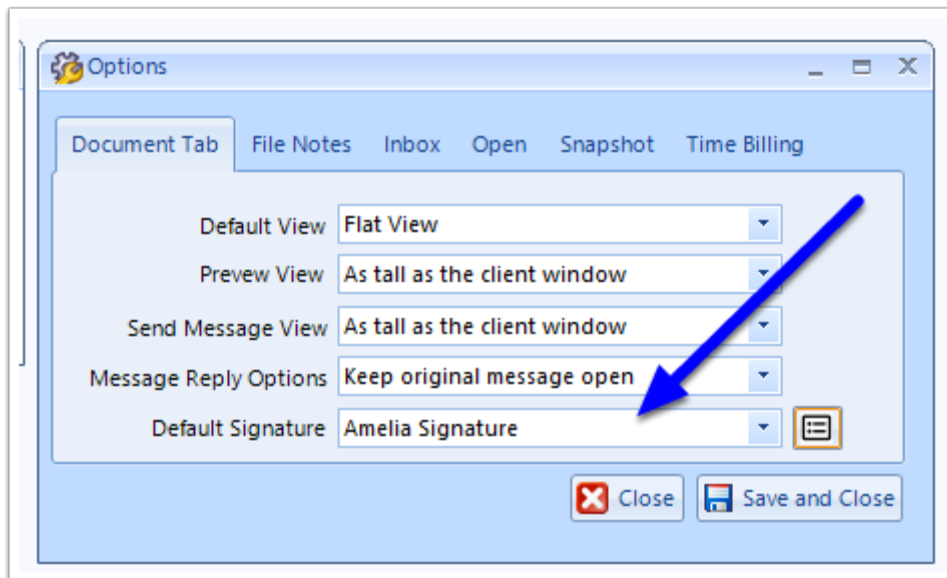 Options
Document Tab File Notes Inbox Open Snapshot Time Billing
Default View Flat View
Prevew View As tall as the client window
Send Message View As tall as the client window
Message Reply Options Keep original message open
Default Signature Amelia Signature
Close Save and Close